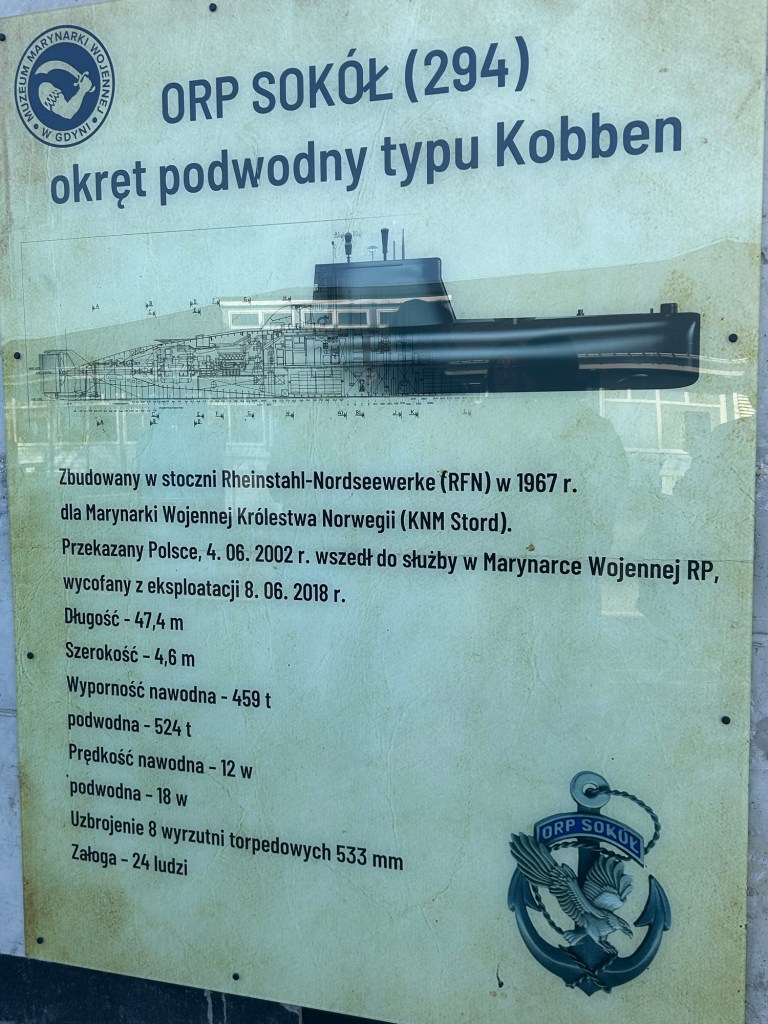 MUZEUM MARYNARKI WOJENNEJ
• W GDYNI •
ORP SOKÓŁ (294)
okręt podwodny typu Kobben
Zbudowany w stoczni Rheinstahl-Nordseewerke (RFN) w 1967 r.
dla Marynarki Wojennej Królestwa Norwegii (KNM Stord).
Przekazany Polsce, 4. 06. 2002 r. wszedł do służby w Marynarce Wojennej RP,
wycofany z eksploatacji 8. 06. 2018 r.
Długość - 47,4 m
Szerokość – 4,6 m
Wyporność nawodna - 459 t
podwodna - 524 t
Prędkość nawodna – 12 w
podwodna – 18 w
Uzbrojenie 8 wyrzutni torpedowych 533 mm
Załoga – 24 ludzi
ORP SOKÓŁ